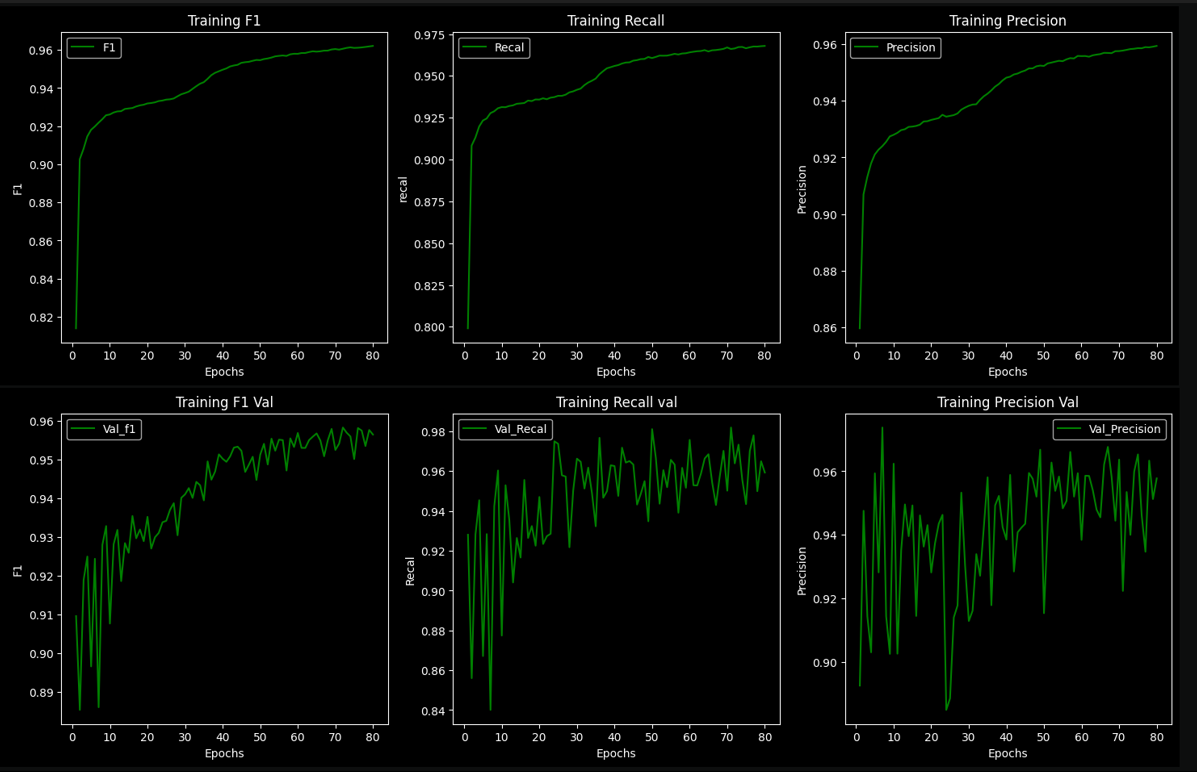 Training F1
Training Recall
Training Precision
F1
Recal
Precision
0.96
0.94
0.92
0.90
0.88
0.86
0.84
0.82
F1
0 10 20 30 40 50 60 70 80
Epochs
0.975
0.950
0.925
0.900
0.875
0.850
0.825
0.800
recal
0 10 20 30 40 50 60 70 80
Epochs
0.96
0.94
0.92
0.90
0.88
0.86
Precision
0 10 20 30 40 50 60 70 80
Epochs
Training F1 Val
Training Recall val
Training Precision Val
Val_f1
Val_Recal
Val_Precision
0.96
0.95
0.94
0.93
0.92
0.91
0.90
0.89
F1
0 10 20 30 40 50 60 70 80
Epochs
0.98
0.96
0.94
0.92
0.90
0.88
0.86
0.84
Recal
0 10 20 30 40 50 60 70 80
Epochs
0.96
0.94
0.92
0.90
Precision
0 10 20 30 40 50 60 70 80
Epochs